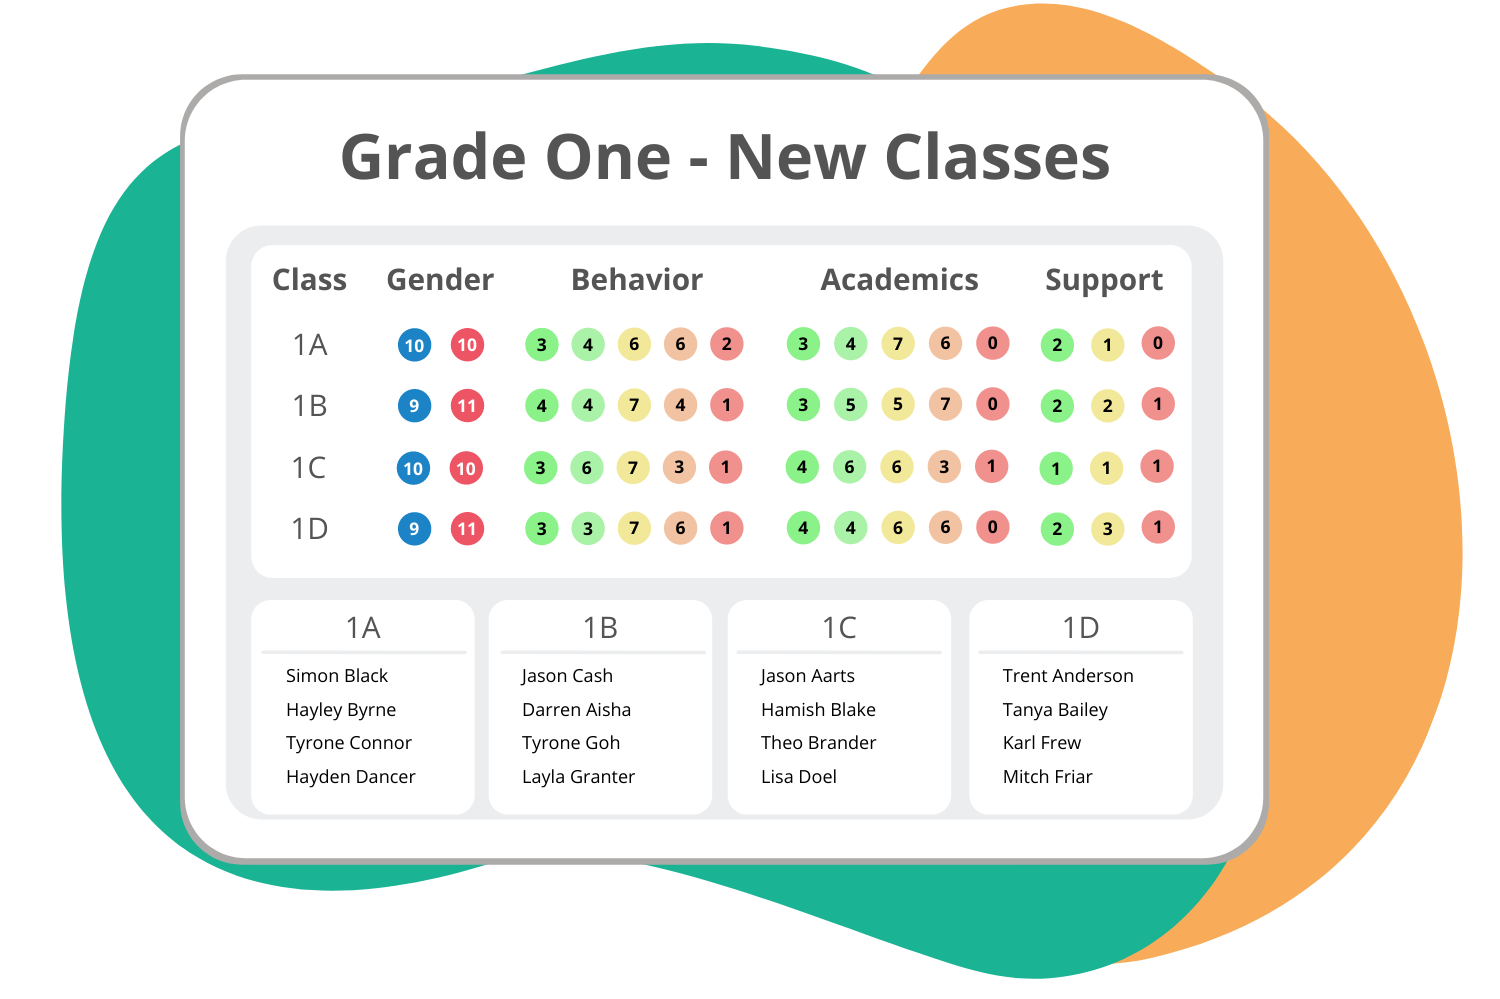 Grade One - New Classes
Class Gender Behavior Academics Support
1A 10 10 3 4 6 6 2 3 4 7 6 0 2 1 0
1B 9 11 4 4 7 4 1 3 5 5 7 0 2 2 1
1C 10 10 3 6 7 3 1 4 6 6 3 1 1 1 1
1D 9 11 3 3 7 6 1 4 4 6 6 0 2 3 1
1A 1B 1C 1D
Simon Black Jason Cash Jason Aarts Trent Anderson
Hayley Byrne Darren Aisha Hamish Blake Tanya Bailey
Tyrone Connor Tyrone Goh Theo Brander Karl Frew
Hayden Dancer Layla Granter Lisa Doel Mitch Friar